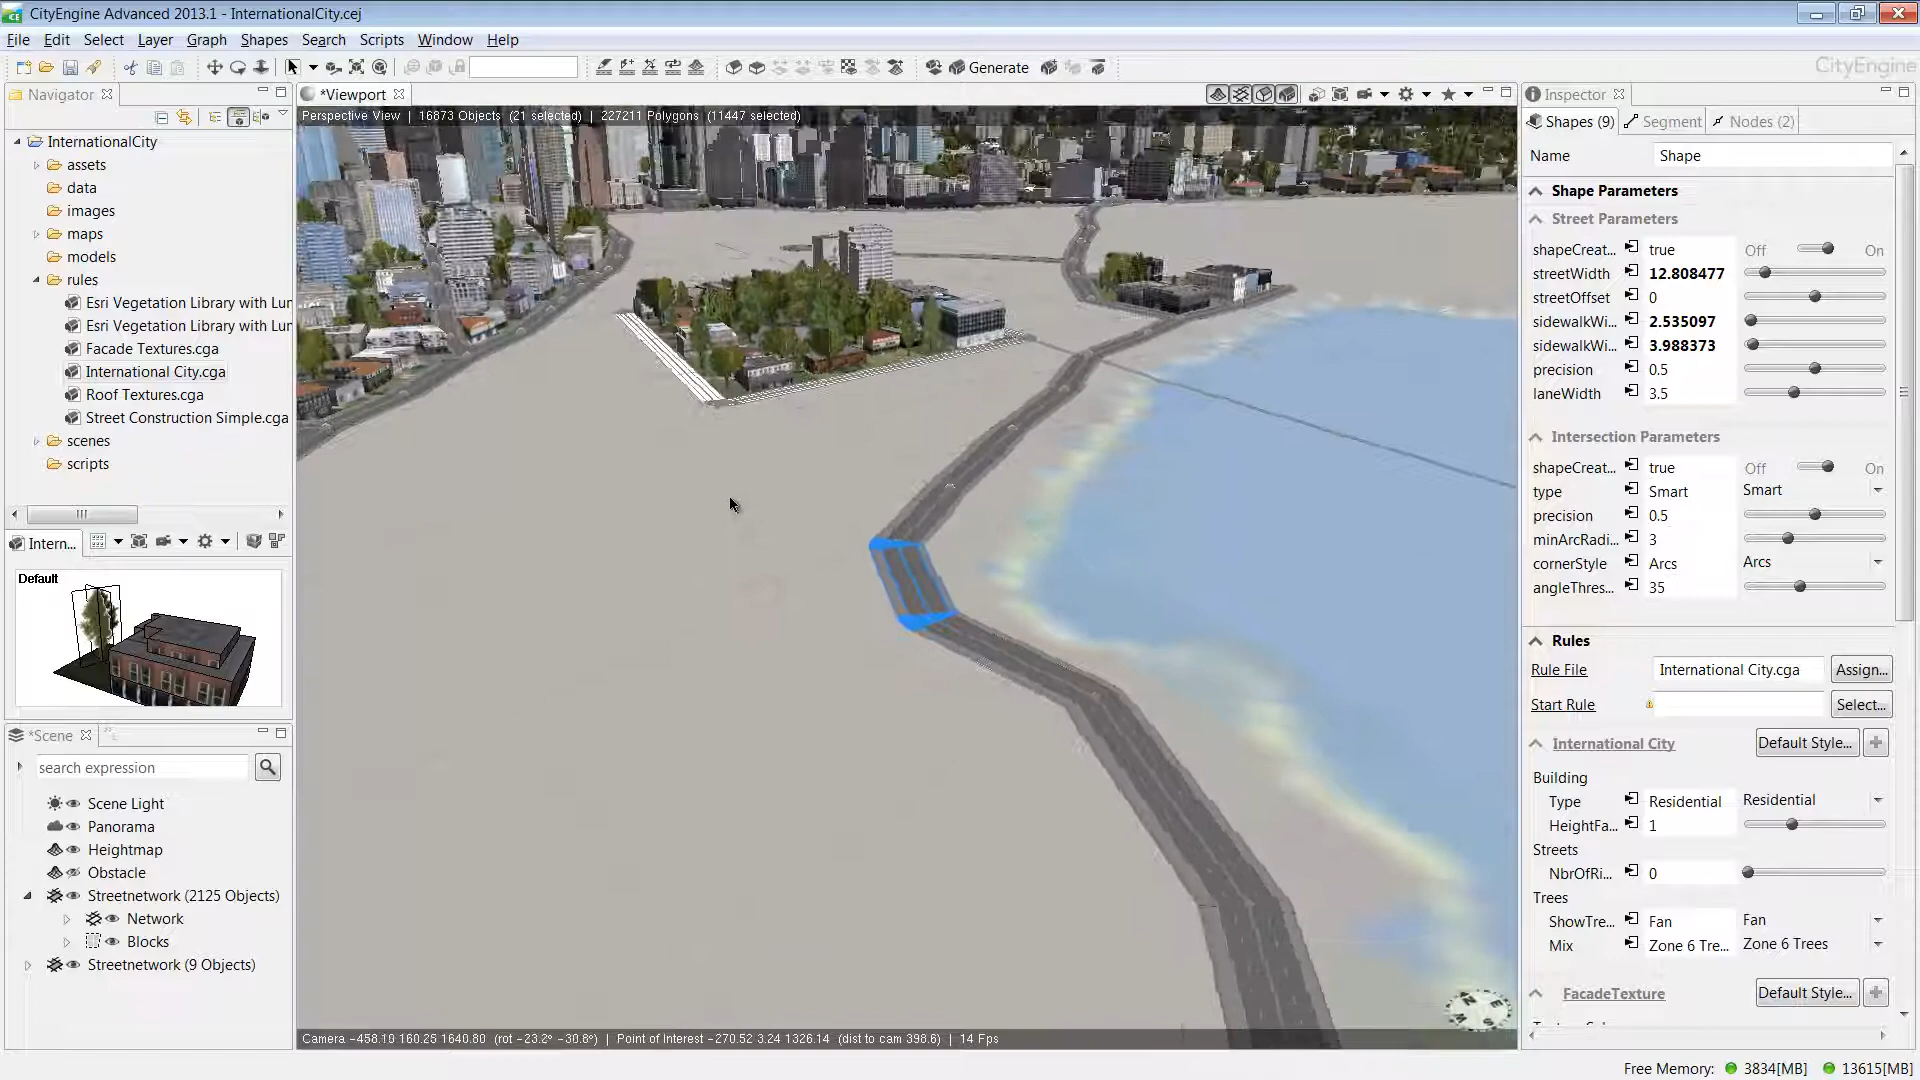 CityEngine Advanced 2013.1 - InternationalCity.cej
File Edit Select Layer Graph Shapes Search Scripts Window Help
Generate
CityEngine
Navigator
InternationalCity
assets
data
images
maps
models
rules
Esri Vegetation Library with Lur
Esri Vegetation Library with Lur
Facade Textures.cga
International City.cga
Roof Textures.cga
Street Construction Simple.cga
scenes
scripts
Intern...
Default
*Scene
search expression
Scene Light
Panorama
Heightmap
Obstacle
Streetnetwork (2125 Objects)
Network
Blocks
Streetnetwork (9 Objects)
*Viewport
Perspective View | 16873 Objects (21 selected) | 227211 Polygons (11447 selected)
Camera -458.19 160.25 1640.80 (rot -23.2° -30.8°) | Point of Interest -270.52 3.24 1326.14 (dist to cam 398.6) | 14 Fps
Inspector
Shapes (9) Segment Nodes (2)
Name Shape
Shape Parameters
Street Parameters
shapeCreat... true Off On
streetWidth 12.808477
streetOffset 0
sidewalkWi... 2.535097
sidewalkWi... 3.988373
precision 0.5
laneWidth 3.5
Intersection Parameters
shapeCreat... true Off On
type Smart Smart
precision 0.5
minArcRadi... 3
cornerStyle Arcs Arcs
angleThres... 35
Rules
Rule File International City.cga Assign...
Start Rule Select...
International City Default Style...
Building
Type Residential Residential
HeightFa... 1
Streets
NbrOfRi... 0
Trees
ShowTre... Fan Fan
Mix Zone 6 Tre... Zone 6 Trees
FacadeTexture Default Style...
Free Memory: 3834[MB] 13615[MB]